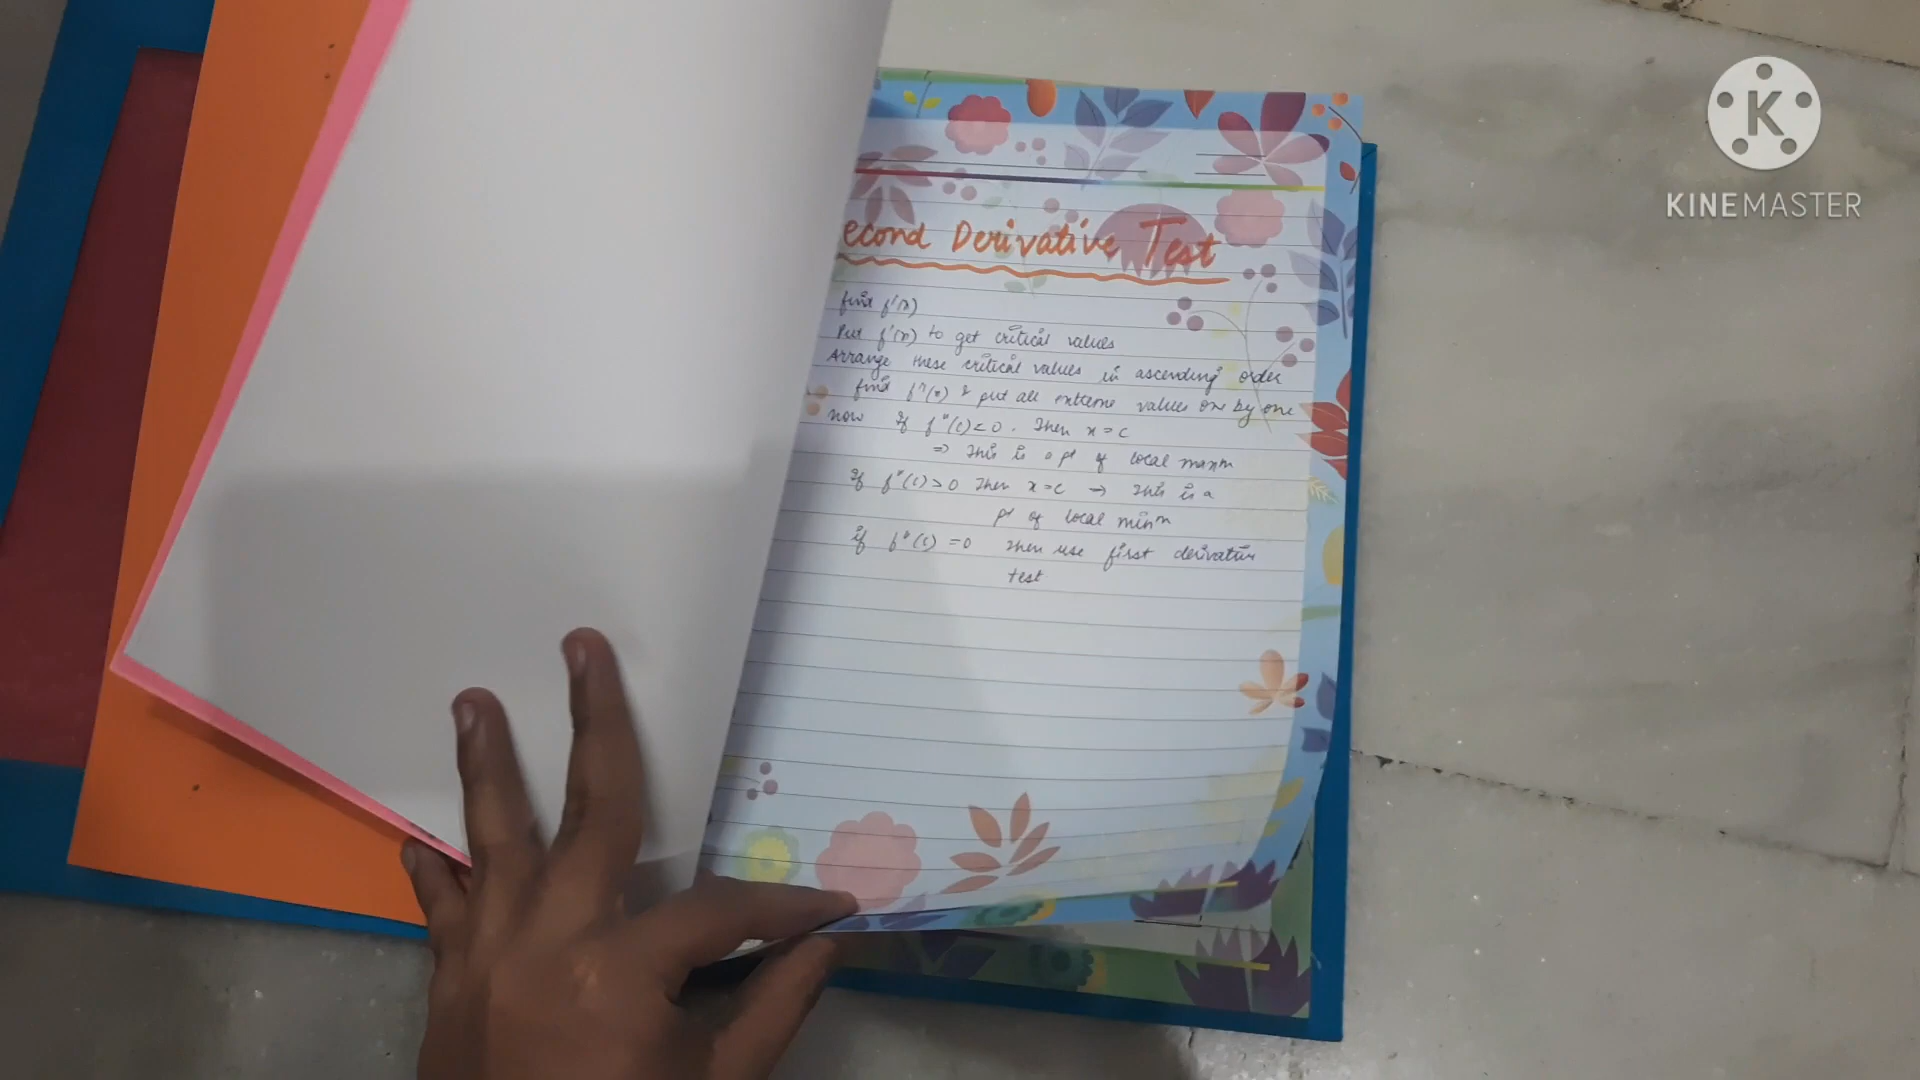 econd Derivative Test
find f'(x)
Put f'(x) to get critical values
Arrange these critical values in ascending order
find f"(x) & put all extreme values one by one
now If f"(c)<0. Then x=c
⇒ This is a pt of local maxm
If f"(c)>0 Then x=c → This is a
pt of local minm
if f"(c)=0 Then use first derivative
test
K
KINEMASTER